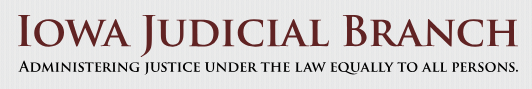 Iowa Judicial Branch
Administering justice under the law equally to all persons.